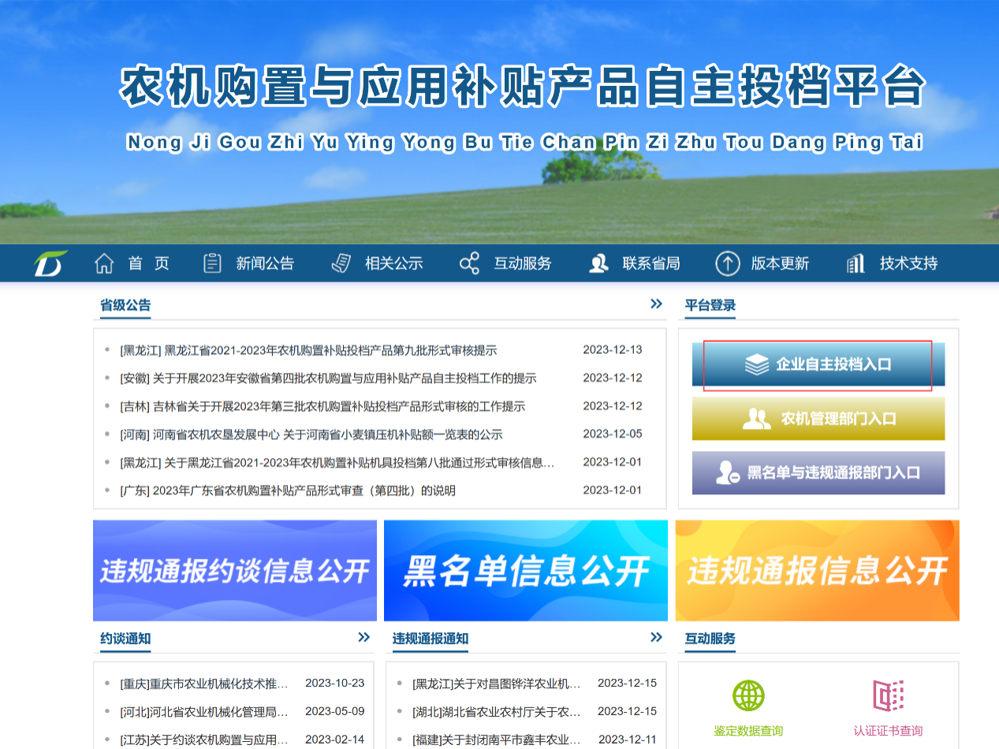 农机购置与应用补贴产品自主投档平台
Nong Ji Gou Zhi Yu Ying Yong Bu Tie Chan Pin Zi Zhu Tou Dang Ping Tai
首 页 新闻公告 相关公示 互动服务 联系省局 版本更新 技术支持
省级公告
[黑龙江] 黑龙江省2021-2023年农机购置补贴投档产品第九批形式审核提示 2023-12-13
[安徽] 关于开展2023年安徽省第四批农机购置与应用补贴产品自主投档工作的提示 2023-12-12
[吉林] 吉林省关于开展2023年第三批农机购置补贴投档产品形式审核的工作提示 2023-12-12
[河南] 河南省农机农垦发展中心 关于河南省小麦镇压机补贴额一览表的公示 2023-12-05
[黑龙江] 关于黑龙江省2021-2023年农机购置补贴机具投档第八批通过形式审核信息… 2023-12-01
[广东] 2023年广东省农机购置补贴产品形式审查（第四批）的说明 2023-12-01
平台登录
企业自主投档入口
农机管理部门入口
黑名单与违规通报部门入口
违规通报约谈信息公开
黑名单信息公开
违规通报信息公开
约谈通知
[重庆]重庆市农业机械化技术推… 2023-10-23
[河北]河北省农业机械化管理局… 2023-05-09
[江苏]关于约谈农机购置与应用… 2023-02-14
违规通报通知
[黑龙江]关于对昌图铧洋农业机… 2023-12-15
[湖北]湖北省农业农村厅关于农… 2023-12-15
[福建]关于封闭南平市鑫丰农业… 2023-12-11
互动服务
鉴定数据查询
认证证书查询